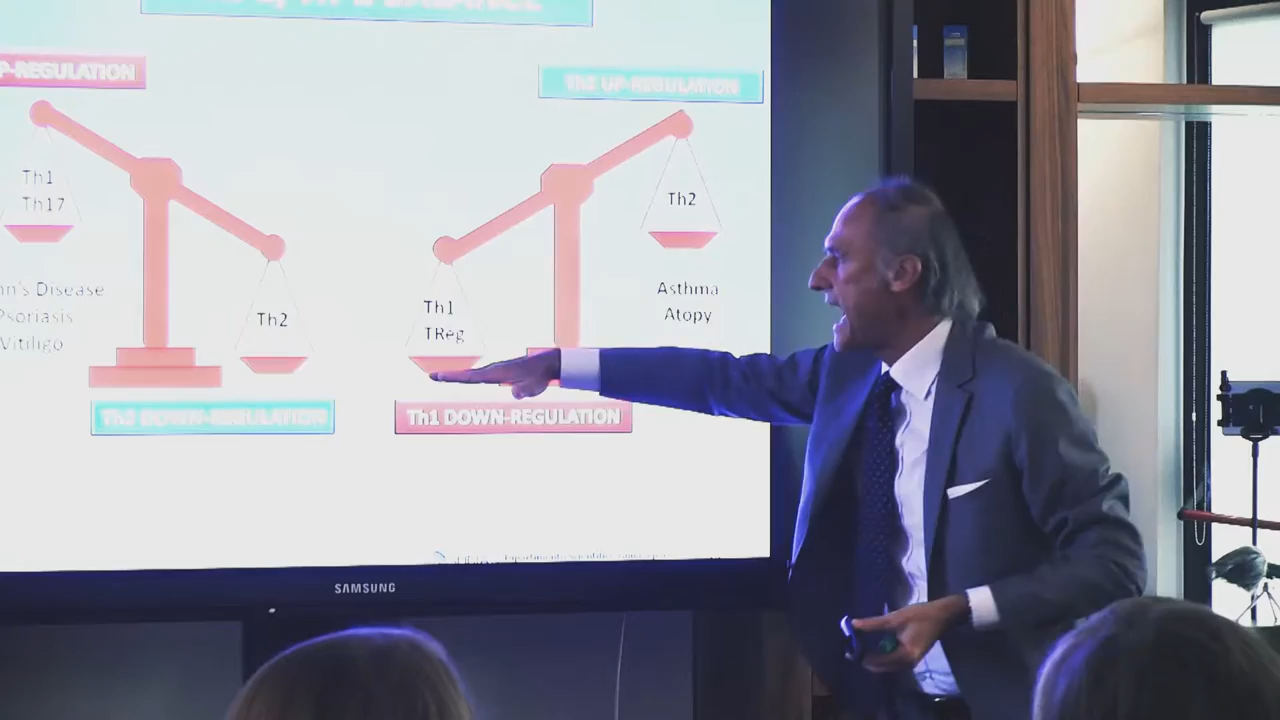 P-REGULATION
Th1
Th17
n's Disease
Psoriasis
Vitiligo
Th2
Th2 DOWN-REGULATION
Th2 UP-REGULATION
Th2
Asthma
Atopy
Th1
TReg
Th1 DOWN-REGULATION
SAMSUNG